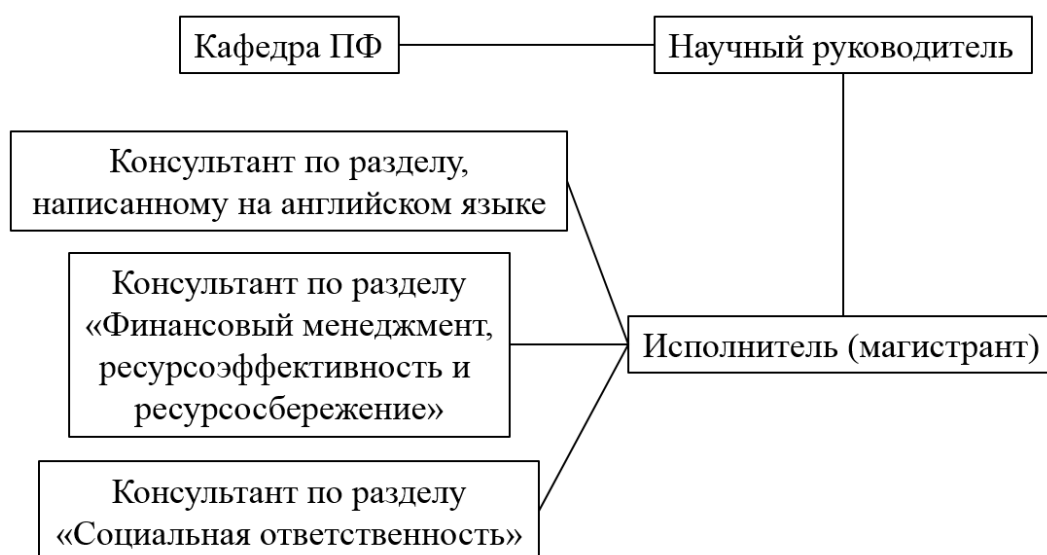 Кафедра ПФ
Научный руководитель
Консультант по разделу,
написанному на английском языке
Консультант по разделу
«Финансовый менеджмент,
ресурсоэффективность и
ресурсосбережение»
Исполнитель (магистрант)
Консультант по разделу
«Социальная ответственность»